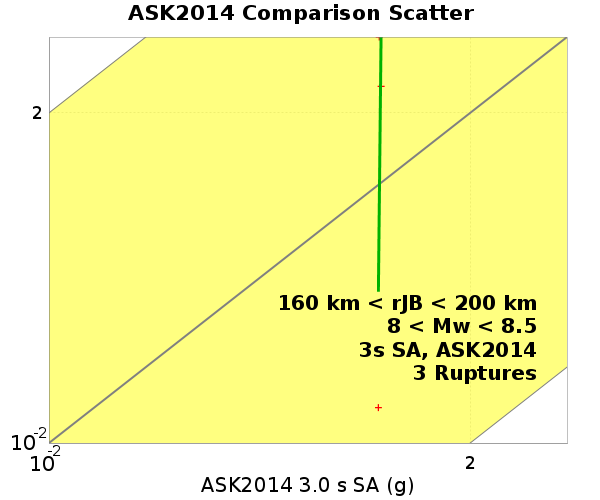 ASK2014 Comparison Scatter
2
160 km < rJB < 200 km
8 < Mw < 8.5
3s SA, ASK2014
3 Ruptures
10-2
10-2
2
ASK2014 3.0 s SA (g)